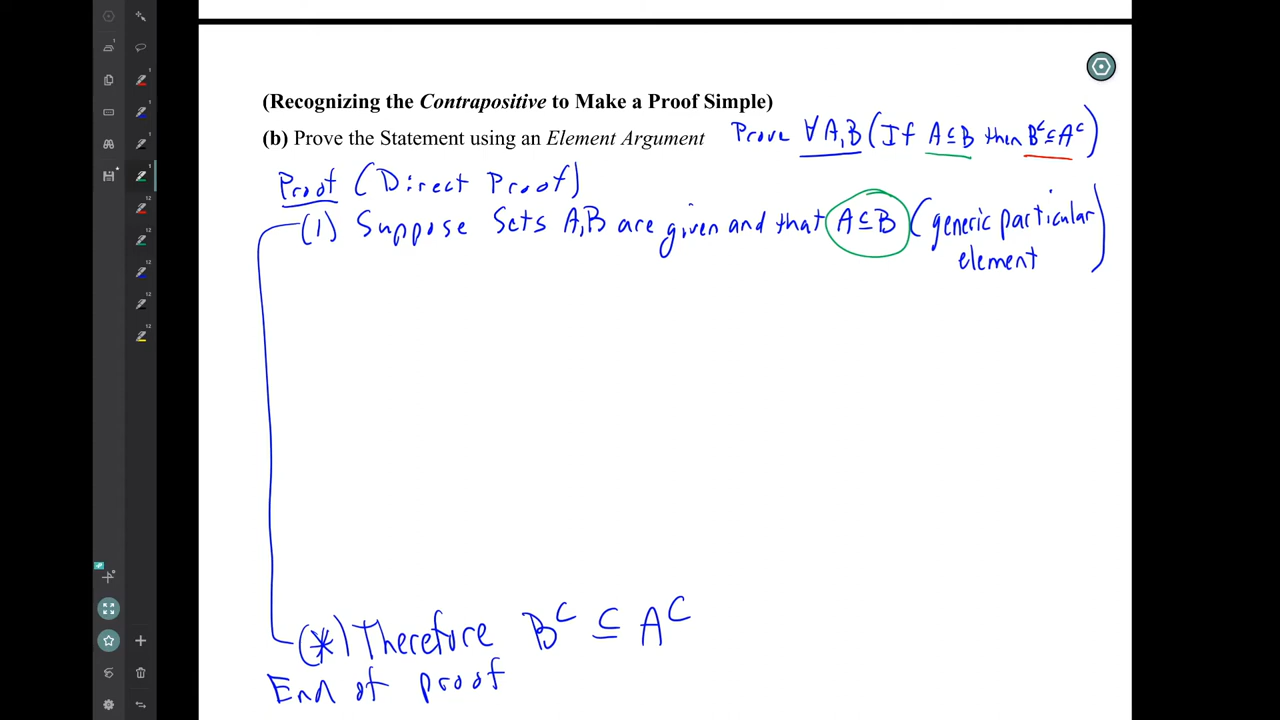 (Recognizing the Contrapositive to Make a Proof Simple)
(b) Prove the Statement using an Element Argument Prove ∀A,B (If A⊆B then Bᶜ⊆Aᶜ)
Proof (Direct Proof)
(1) Suppose Sets A,B are given and that A⊆B (generic particular
element)
(*) Therefore Bᶜ ⊆ Aᶜ
End of proof